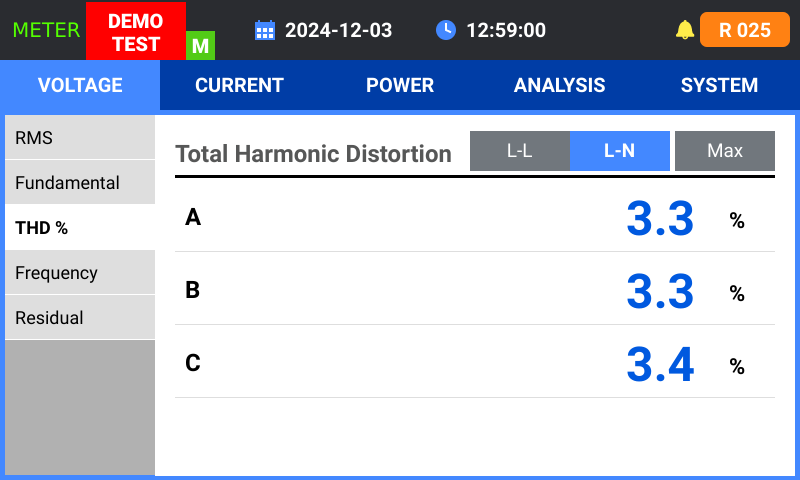 METER
DEMO
TEST
M
2024-12-03
12:59:00
R 025
VOLTAGE
CURRENT
POWER
ANALYSIS
SYSTEM
RMS
Fundamental
THD %
Frequency
Residual
Total Harmonic Distortion
L-L
L-N
Max
A 3.3 %
B 3.3 %
C 3.4 %